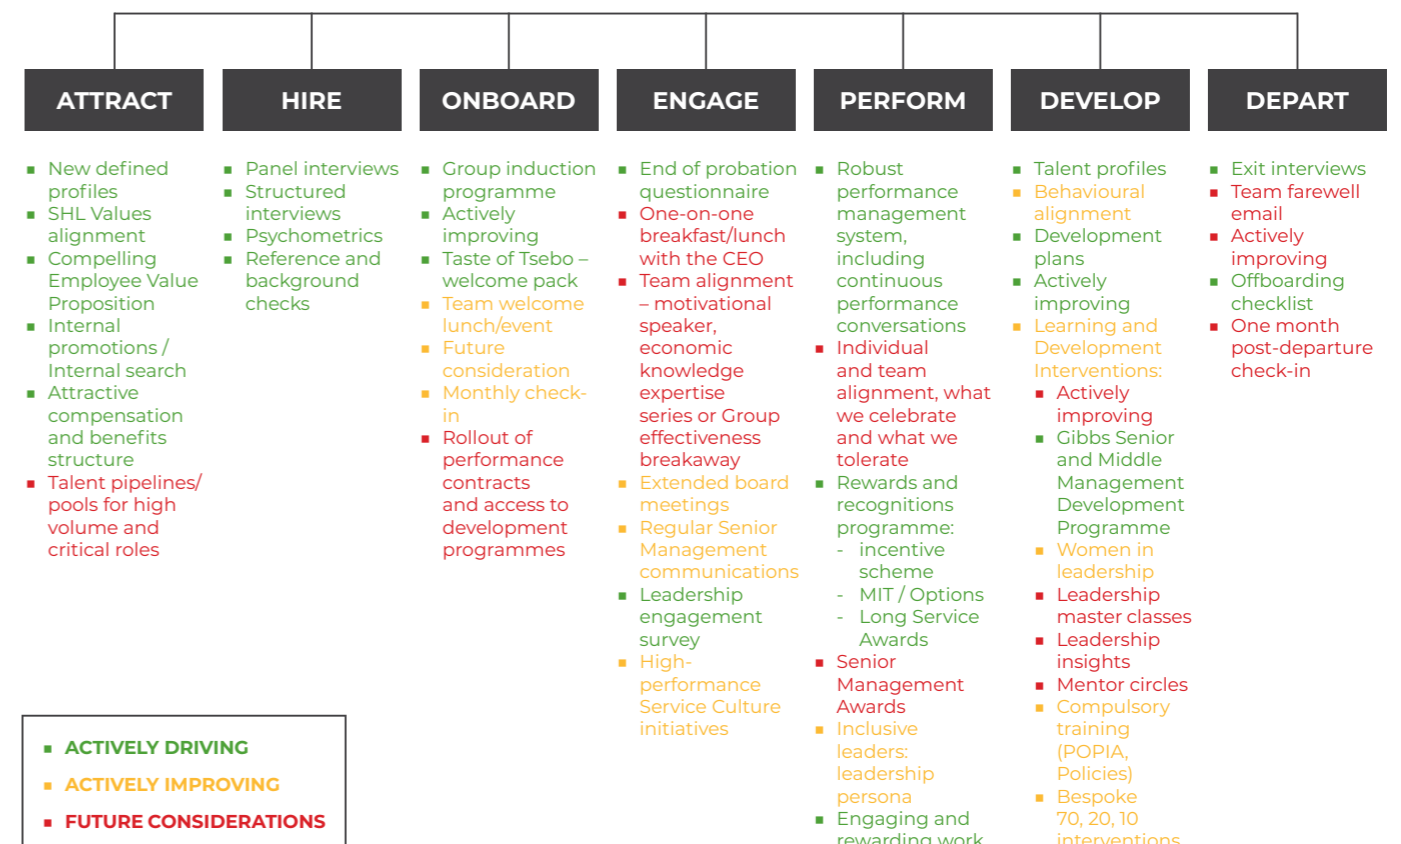 ATTRACT
HIRE
ONBOARD
ENGAGE
PERFORM
DEVELOP
DEPART
New defined
profiles
SHL Values
alignment
Compelling
Employee Value
Proposition
Internal
promotions /
Internal search
Attractive
compensation
and benefits
structure
Talent pipelines/
pools for high
volume and
critical roles
Panel interviews
Structured
interviews
Psychometrics
Reference and
background
checks
Group induction
programme
Actively
improving
Taste of Tsebo –
welcome pack
Team welcome
lunch/event
Future
consideration
Monthly check-
in
Rollout of
performance
contracts
and access to
development
programmes
End of probation
questionnaire
One-on-one
breakfast/lunch
with the CEO
Team alignment
– motivational
speaker,
economic
knowledge
expertise
series or Group
effectiveness
breakaway
Extended board
meetings
Regular Senior
Management
communications
Leadership
engagement
survey
High-
performance
Service Culture
initiatives
Robust
performance
management
system,
including
continuous
performance
conversations
Individual
and team
alignment, what
we celebrate
and what we
tolerate
Rewards and
recognitions
programme:
- incentive
scheme
- MIT / Options
- Long Service
Awards
Senior
Management
Awards
Inclusive
leaders:
leadership
persona
Engaging and
rewarding work
Talent profiles
Behavioural
alignment
Development
plans
Actively
improving
Learning and
Development
Interventions:
Actively
improving
Gibbs Senior
and Middle
Management
Development
Programme
Women in
leadership
Leadership
master classes
Leadership
insights
Mentor circles
Compulsory
training
(POPIA,
Policies)
Bespoke
70, 20, 10
interventions
Exit interviews
Team farewell
email
Actively
improving
Offboarding
checklist
One month
post-departure
check-in
ACTIVELY DRIVING
ACTIVELY IMPROVING
FUTURE CONSIDERATIONS